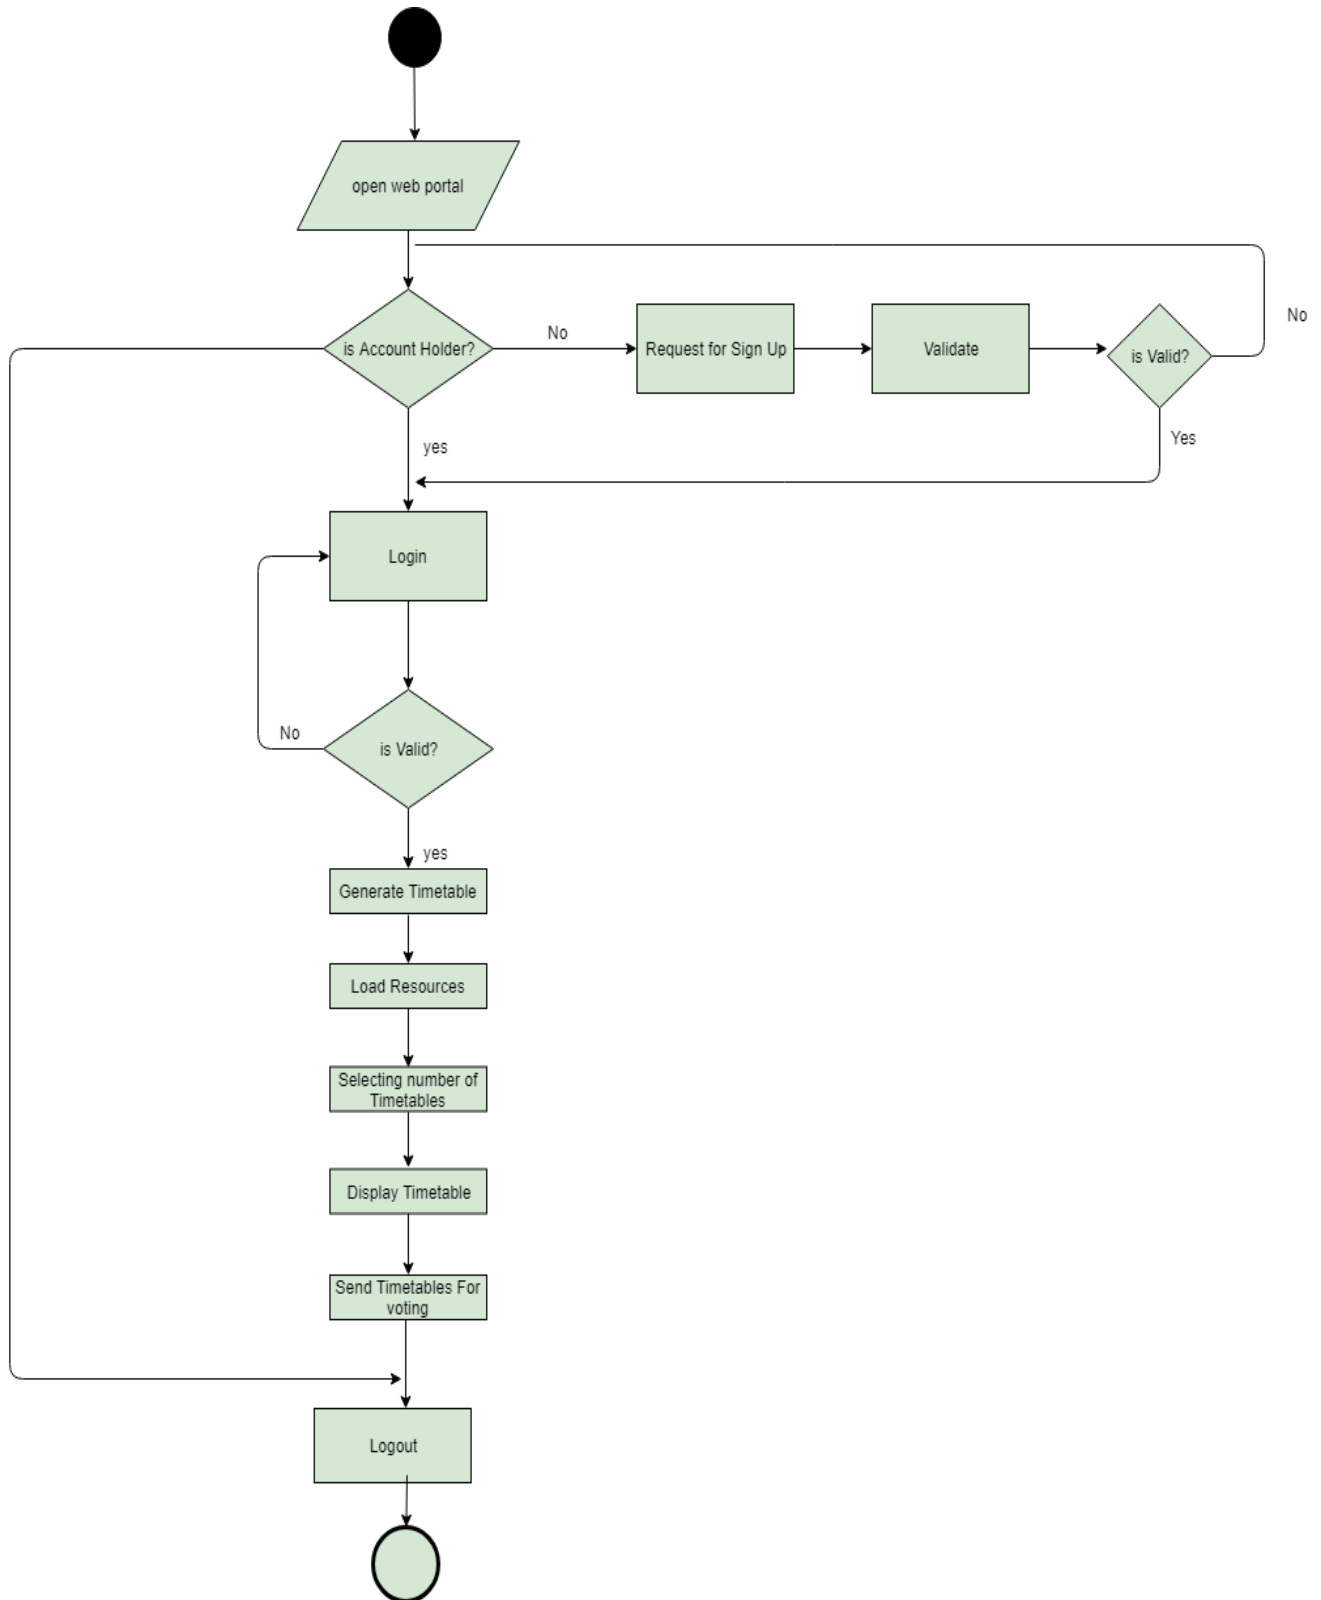 open web portal
is Account Holder?
No
Request for Sign Up
Validate
is Valid?
No
Yes
yes
Login
is Valid?
No
yes
Generate Timetable
Load Resources
Selecting number of
Timetables
Display Timetable
Send Timetables For
voting
Logout